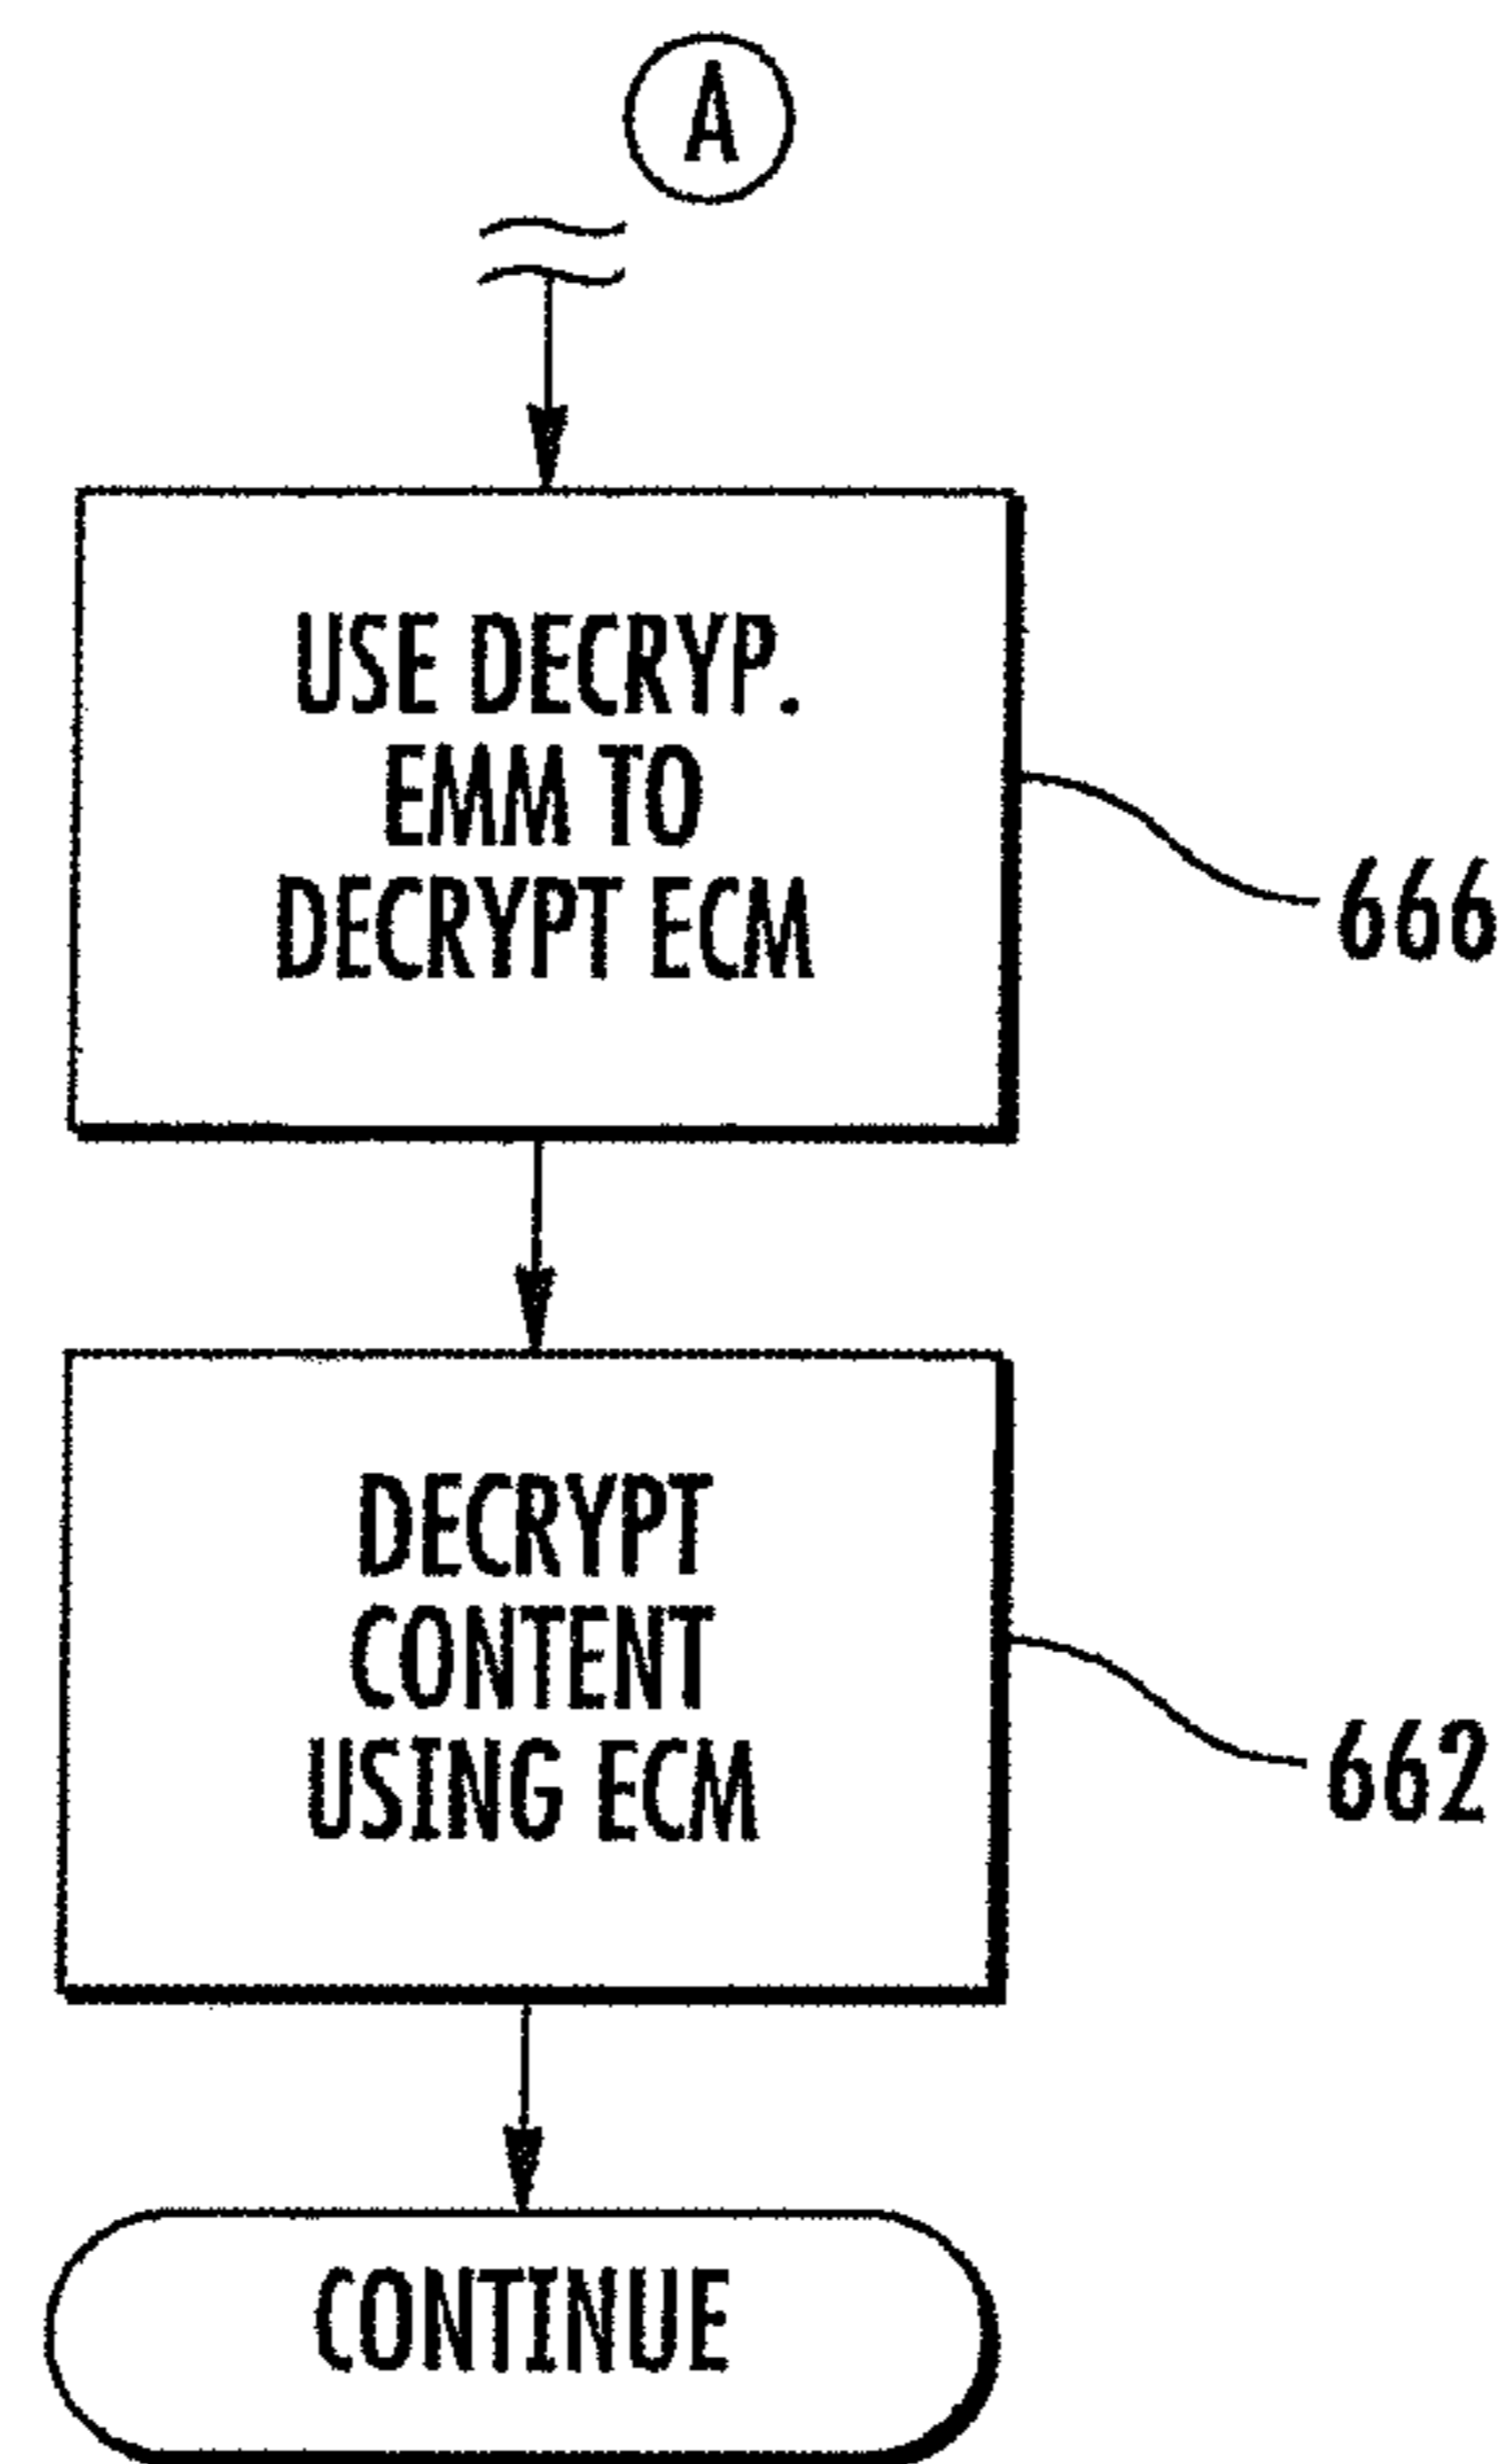 A
USE DECRYP.
EMM TO
DECRYPT ECM
666
DECRYPT
CONTENT
USING ECM
662
CONTINUE